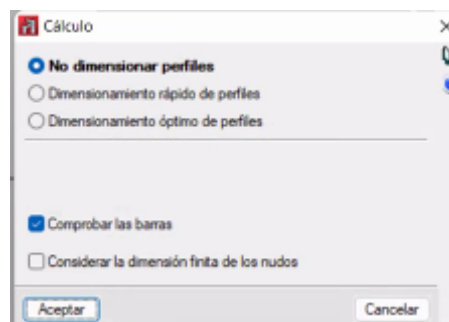 Cálculo
No dimensionar perfiles
Dimensionamiento rápido de perfiles
Dimensionamiento óptimo de perfiles
Comprobar las barras
Considerar la dimensión finita de los nudos
Aceptar
Cancelar